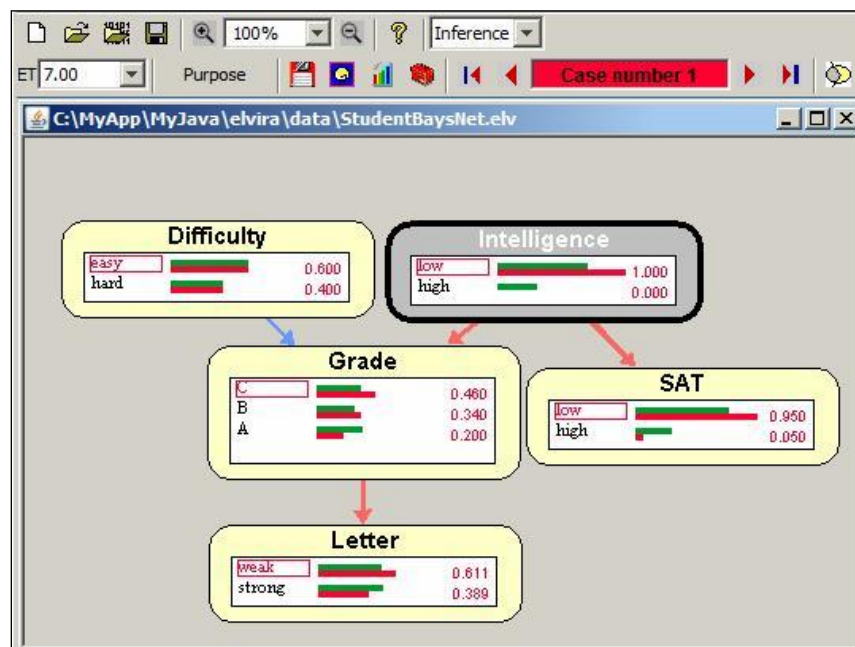 100% Inference
ET 7.00 Purpose Case number 1
C:\MyApp\MyJava\elvira\data\StudentBaysNet.elv
Difficulty
easy 0.600
hard 0.400
Intelligence
low 1.000
high 0.000
Grade
C 0.460
B 0.340
A 0.200
SAT
low 0.950
high 0.050
Letter
weak 0.611
strong 0.389